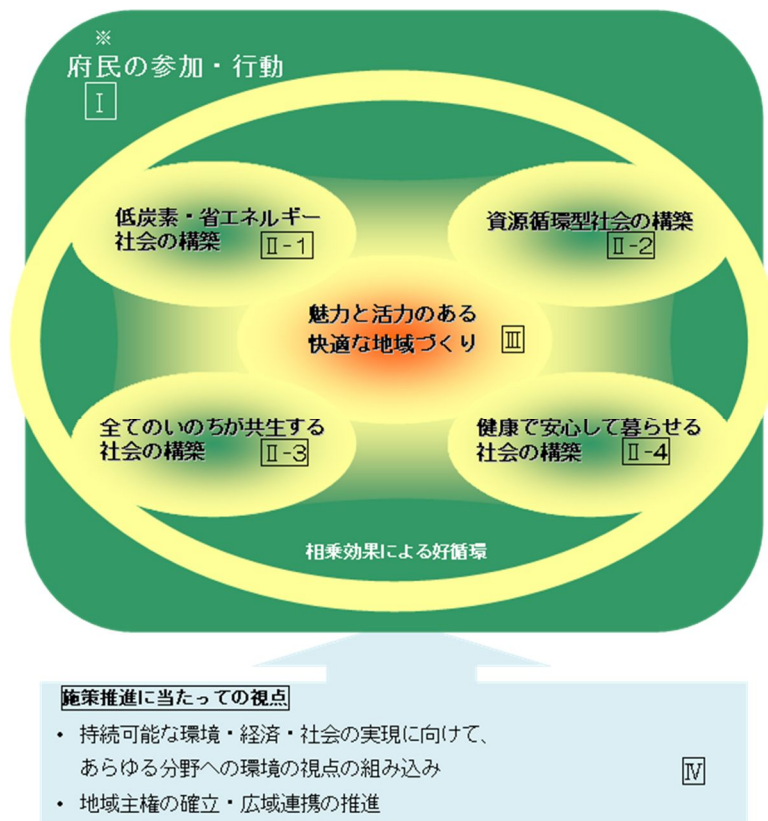 ※
府民の参加・行動
Ⅰ
低炭素・省エネルギー
社会の構築 Ⅱ-1
資源循環型社会の構築
Ⅱ-2
魅力と活力のある
快適な地域づくり Ⅲ
全てのいのちが共生する
社会の構築 Ⅱ-3
健康で安心して暮らせる
社会の構築 Ⅱ-4
相乗効果による好循環
施策推進に当たっての視点
・ 持続可能な環境・経済・社会の実現に向けて、
あらゆる分野への環境の視点の組み込み
Ⅳ
・ 地域主権の確立・広域連携の推進